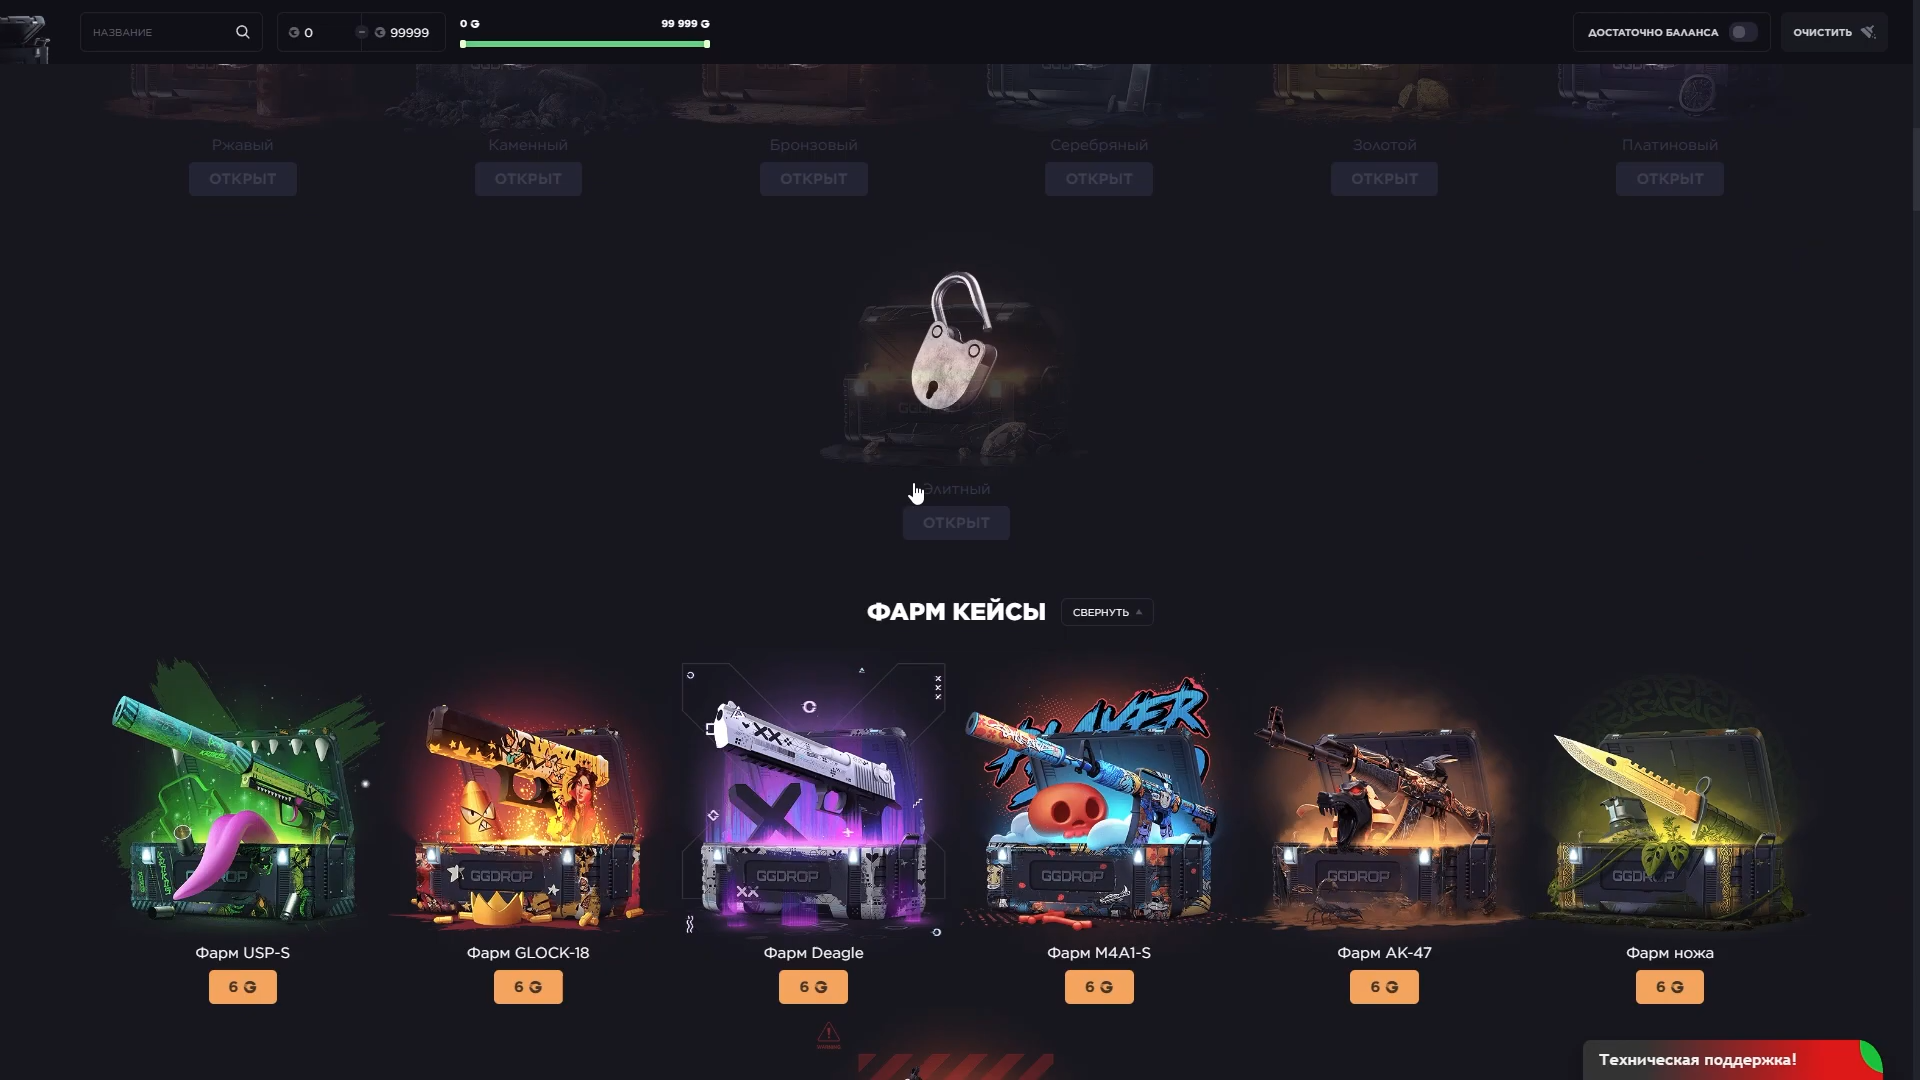 НАЗВАНИЕ
0 – 99999
0 G
99 999 G
ДОСТАТОЧНО БАЛАНСА
ОЧИСТИТЬ
Ржавый
Каменный
Бронзовый
Серебряный
Золотой
Платиновый
ОТКРЫТ
ОТКРЫТ
ОТКРЫТ
ОТКРЫТ
ОТКРЫТ
ОТКРЫТ
Элитный
ОТКРЫТ
ФАРМ КЕЙСЫ
СВЕРНУТЬ
GGDROP
GGDROP
GGDROP
GGDROP
GGDROP
Фарм USP-S
Фарм GLOCK-18
Фарм Deagle
Фарм M4A1-S
Фарм AK-47
Фарм ножа
6 G
6 G
6 G
6 G
6 G
6 G
WARNING
Техническая поддержка!